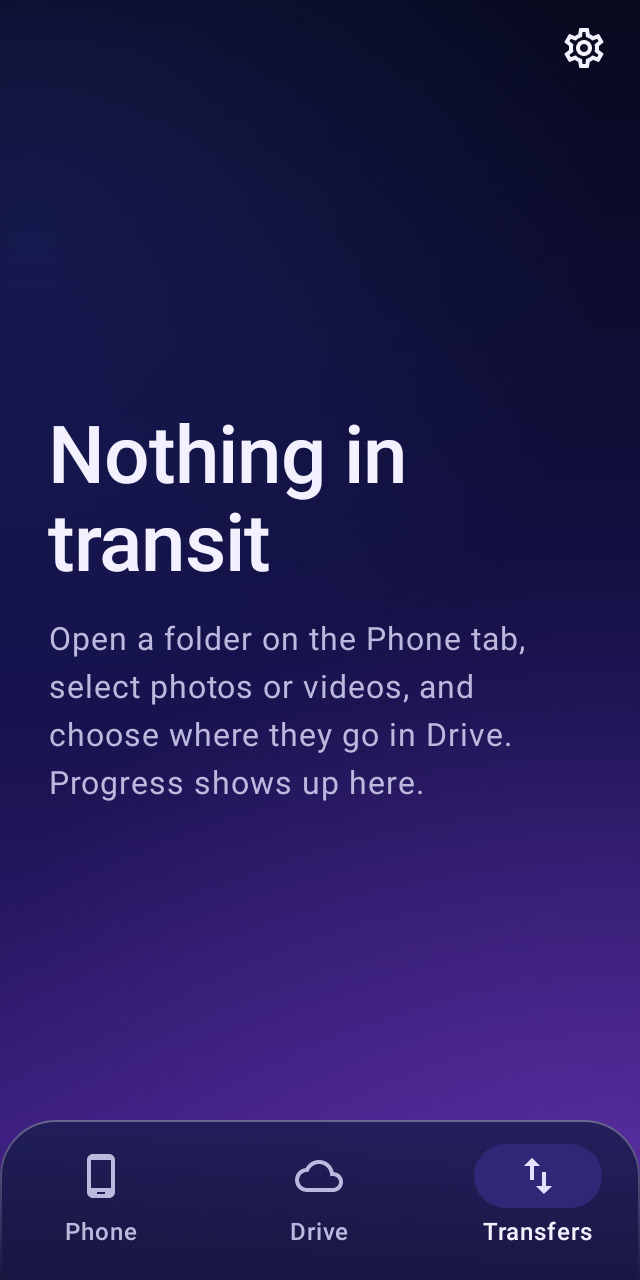 Nothing in
transit
Open a folder on the Phone tab,
select photos or videos, and
choose where they go in Drive.
Progress shows up here.
Phone
Drive
Transfers